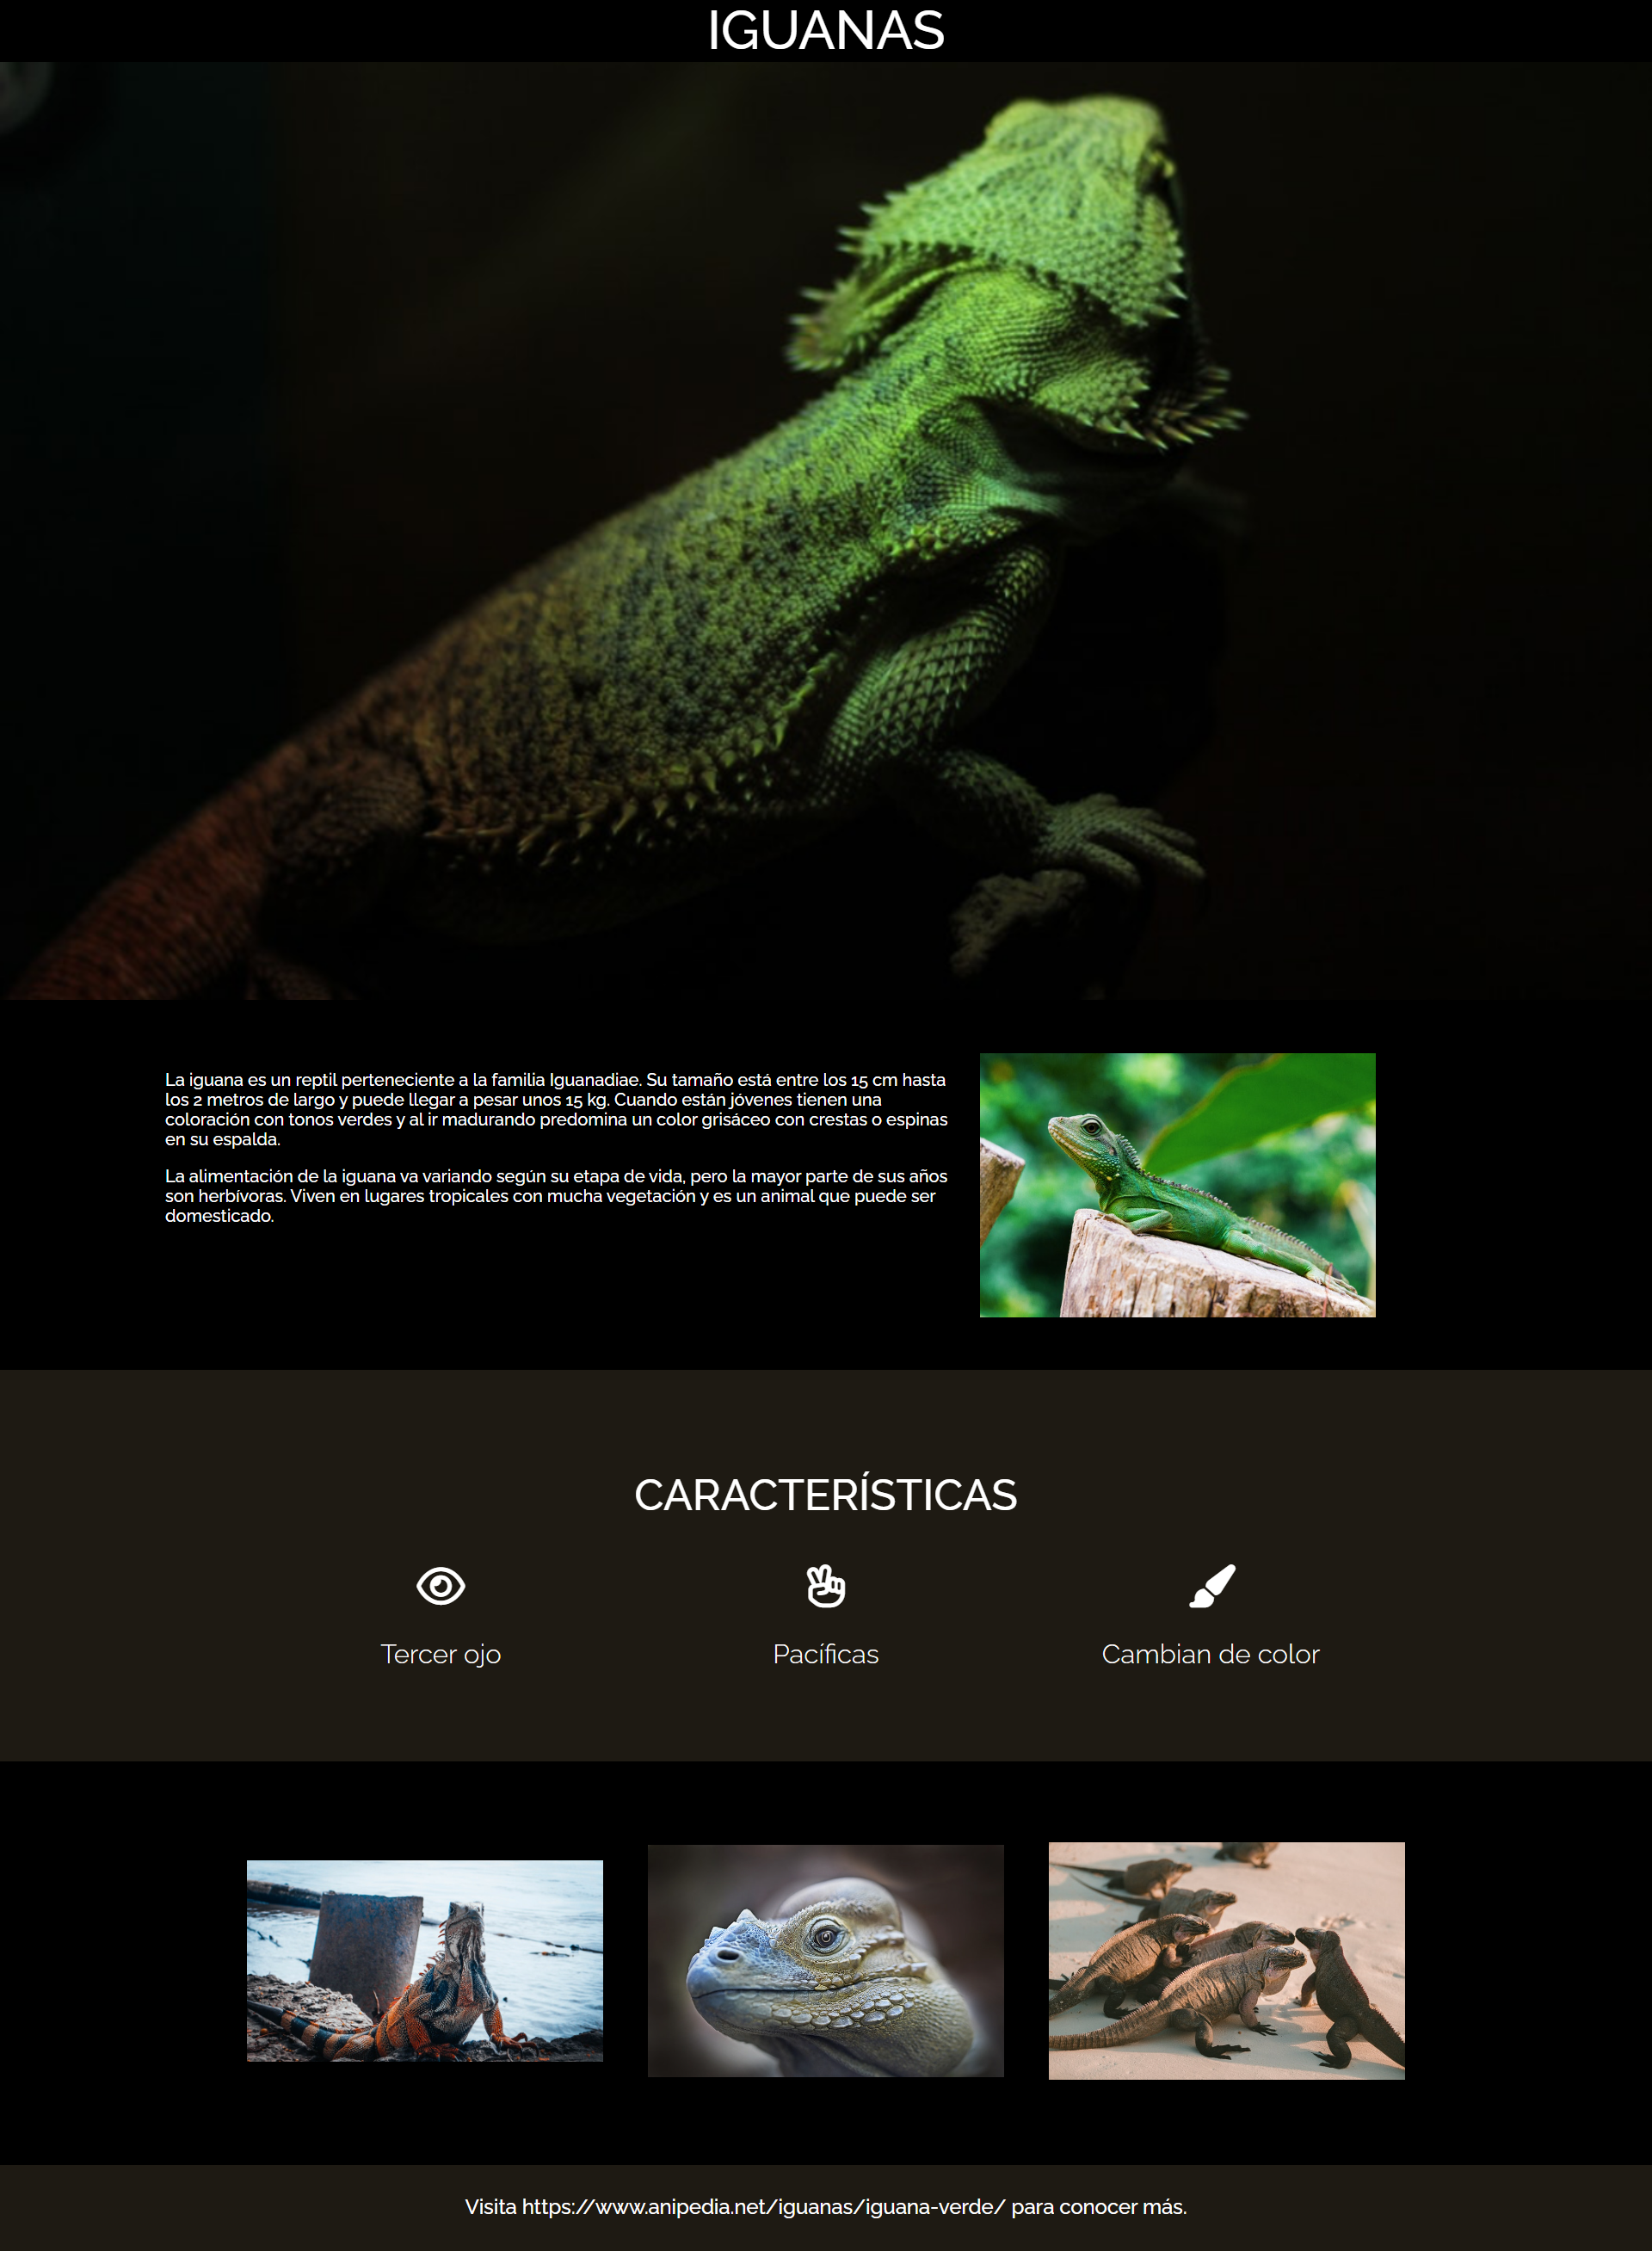 IGUANAS
La iguana es un reptil perteneciente a la familia Iguanadiae. Su tamaño está entre los 15 cm hasta
los 2 metros de largo y puede llegar a pesar unos 15 kg. Cuando están jóvenes tienen una
coloración con tonos verdes y al ir madurando predomina un color grisáceo con crestas o espinas
en su espalda.
La alimentación de la iguana va variando según su etapa de vida, pero la mayor parte de sus años
son herbívoras. Viven en lugares tropicales con mucha vegetación y es un animal que puede ser
domesticado.
CARACTERÍSTICAS
Tercer ojo
Pacíficas
Cambian de color
Visita https://www.anipedia.net/iguanas/iguana-verde/ para conocer más.